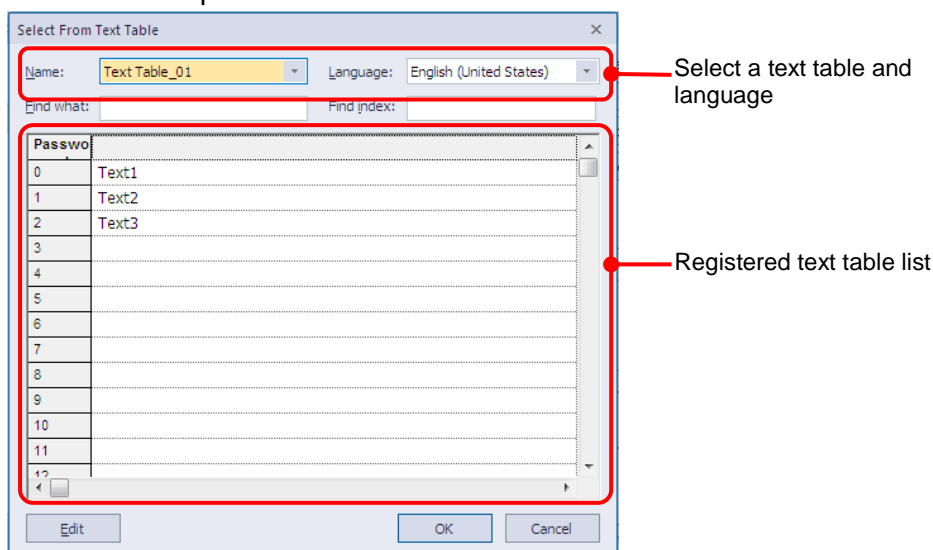 Select From Text Table
Name: Text Table_01 Language: English (United States)
Select a text table and
language
Find what: Find index:
Passwo
0 Text1
1 Text2
2 Text3
3
4
Registered text table list
5
6
7
8
9
10
11
12
Edit OK Cancel